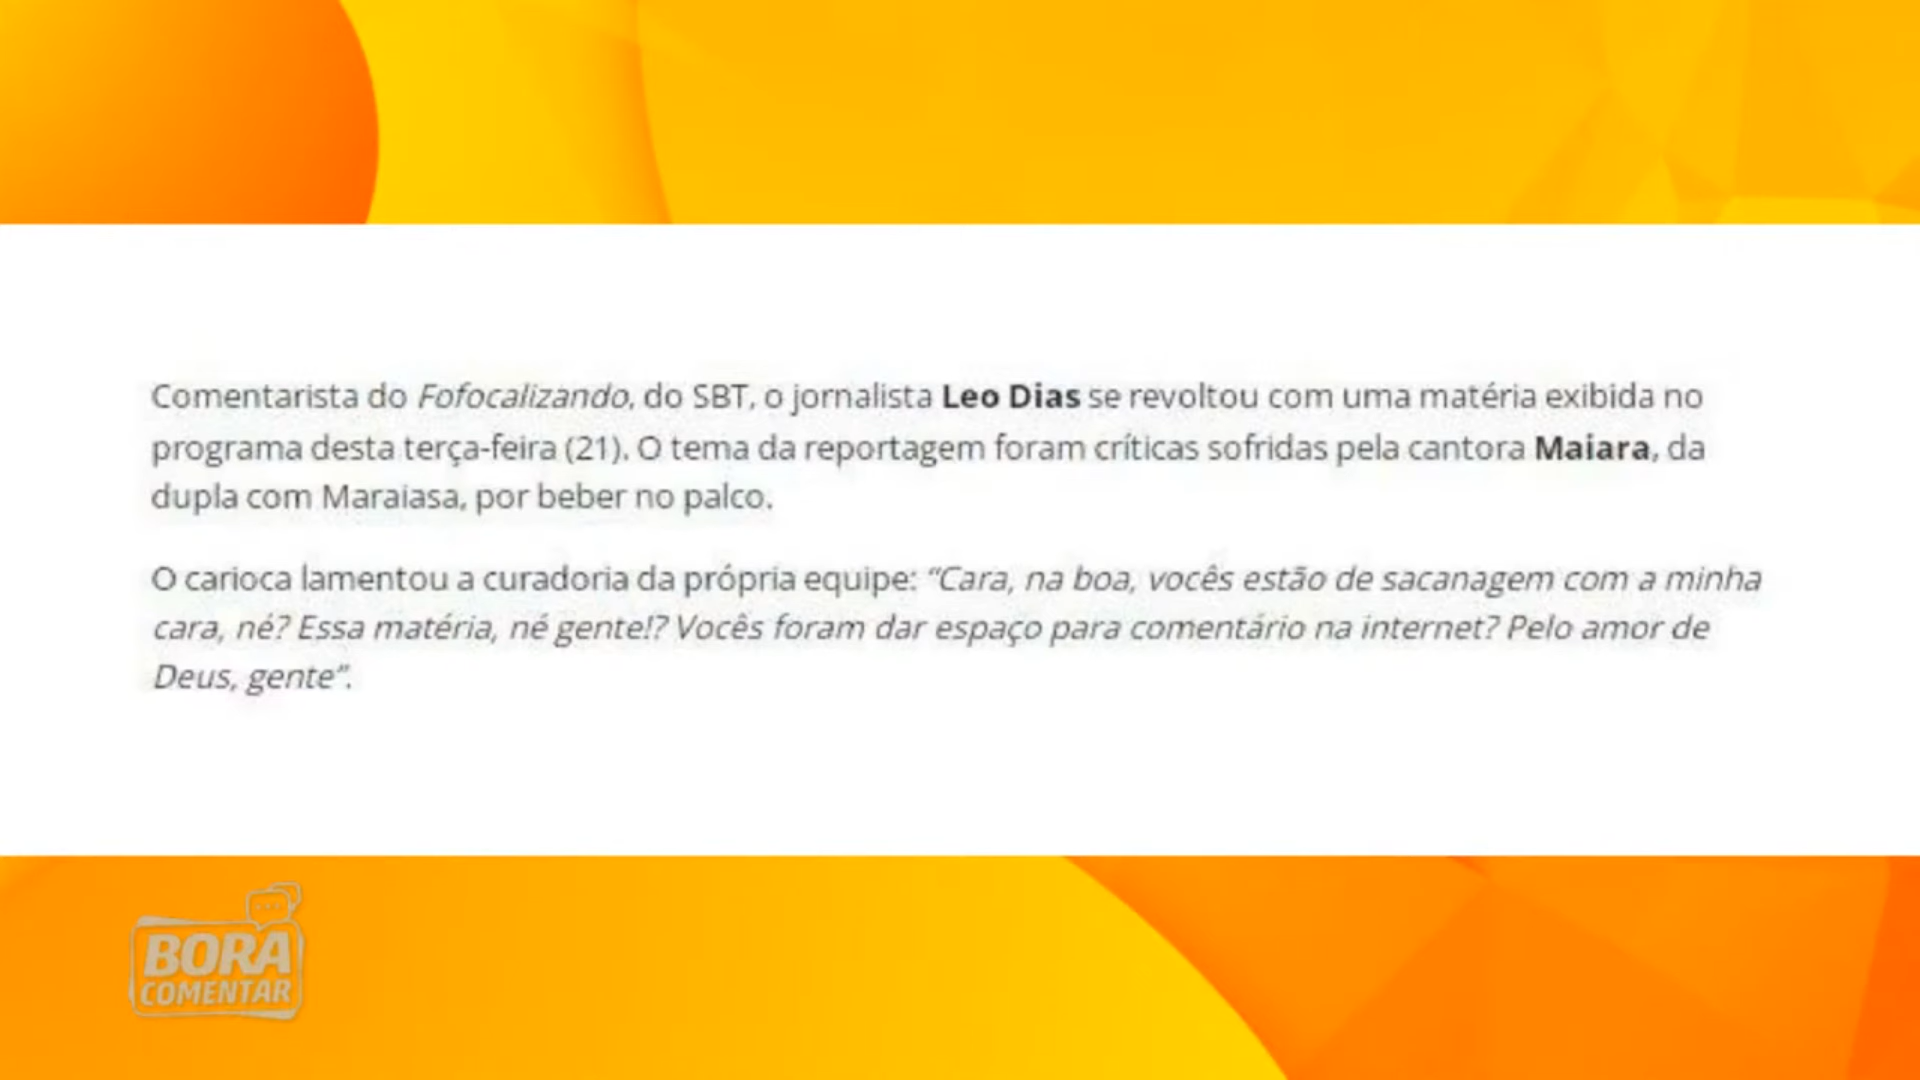 Comentarista do Fofocalizando, do SBT, o jornalista Leo Dias se revoltou com uma matéria exibida no
programa desta terça-feira (21). O tema da reportagem foram críticas sofridas pela cantora Maiara, da
dupla com Maraiasa, por beber no palco.
O carioca lamentou a curadoria da própria equipe: “Cara, na boa, vocês estão de sacanagem com a minha
cara, né? Essa matéria, né gente!? Vocês foram dar espaço para comentário na internet? Pelo amor de
Deus, gente”.
BORA
COMENTAR